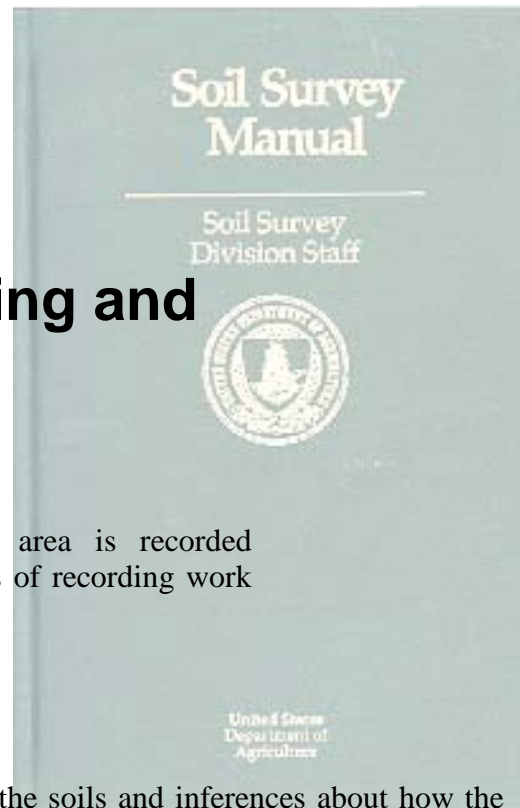 Soil Survey
Manual
Soil Survey
Division Staff
ing and
area is recorded
of recording work
United States
Department of
Agriculture
the soils and inferences about how the